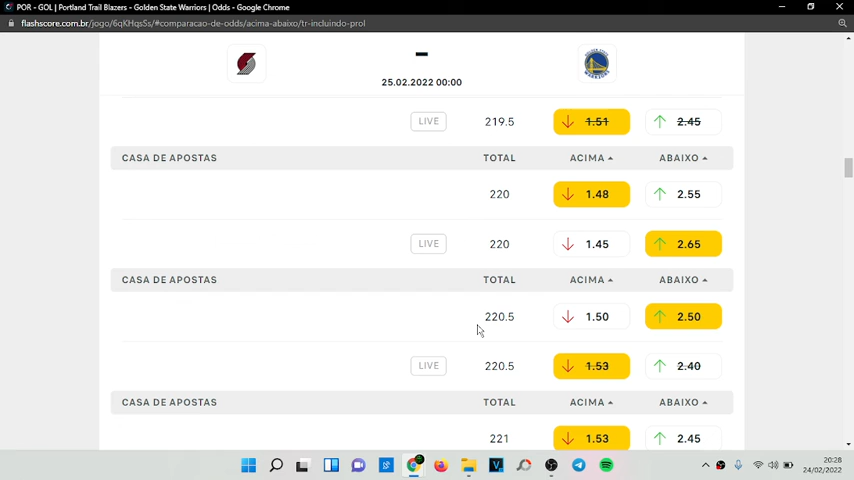 POR - GOL | Portland Trail Blazers - Golden State Warriors | Odds - Google Chrome
flashscore.com.br/jogo/6qKHqsSs/#comparacao-de-odds/acima-abaixo/tr-incluindo-prol
25.02.2022 00:00
LIVE 219.5 1.51 2.45
CASA DE APOSTAS TOTAL ACIMA ABAIXO
220 1.48 2.55
LIVE 220 1.45 2.65
CASA DE APOSTAS TOTAL ACIMA ABAIXO
220.5 1.50 2.50
LIVE 220.5 1.53 2.40
CASA DE APOSTAS TOTAL ACIMA ABAIXO
221 1.53 2.45
20:28
24/02/2022